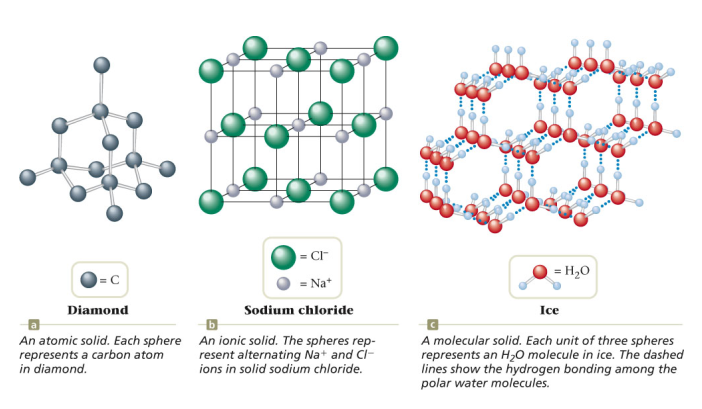 = C
= Cl⁻
= Na⁺
= H₂O
Diamond
Sodium chloride
Ice
a
An atomic solid. Each sphere
represents a carbon atom
in diamond.
b
An ionic solid. The spheres rep-
resent alternating Na⁺ and Cl⁻
ions in solid sodium chloride.
c
A molecular solid. Each unit of three spheres
represents an H₂O molecule in ice. The dashed
lines show the hydrogen bonding among the
polar water molecules.